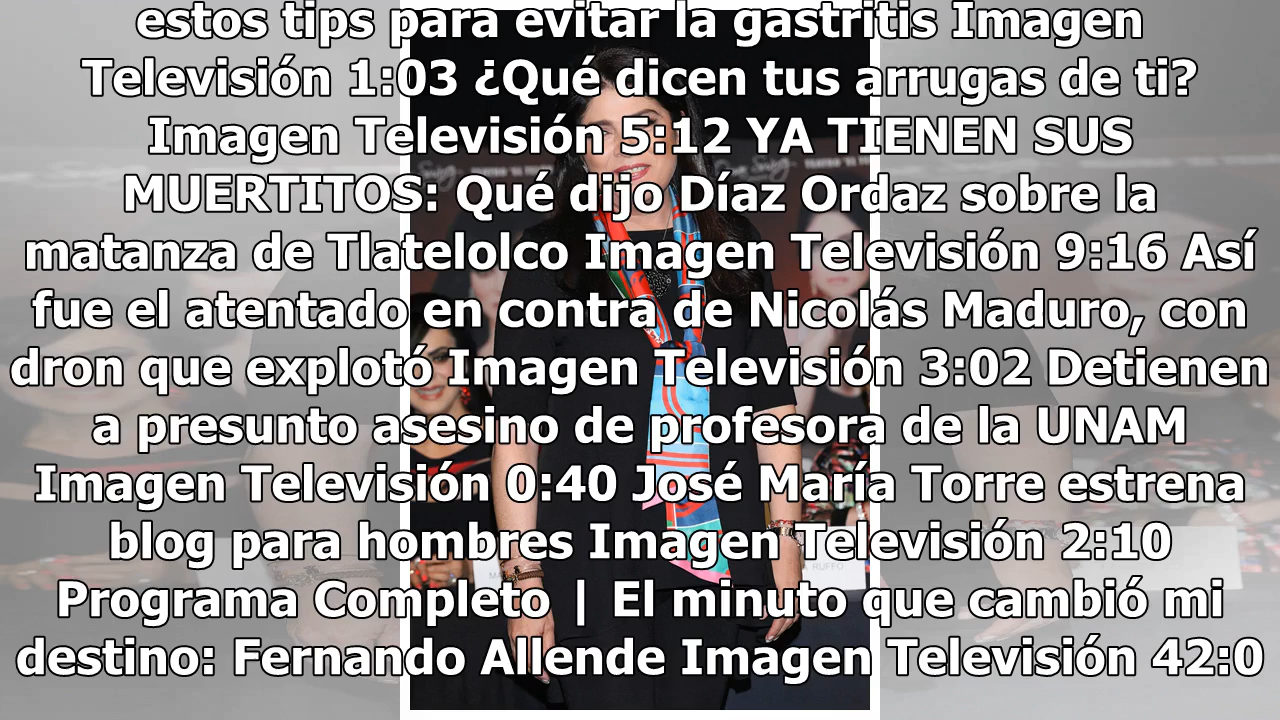 estos tips para evitar la gastritis Imagen
Televisión 1:03 ¿Qué dicen tus arrugas de ti?
Imagen Televisión 5:12 YA TIENEN SUS
MUERTITOS: Qué dijo Díaz Ordaz sobre la
matanza de Tlatelolco Imagen Televisión 9:16 Así
fue el atentado en contra de Nicolás Maduro, con
dron que explotó Imagen Televisión 3:02 Detienen
a presunto asesino de profesora de la UNAM
Imagen Televisión 0:40 José María Torre estrena
blog para hombres Imagen Televisión 2:10
Programa Completo | El minuto que cambió mi
destino: Fernando Allende Imagen Televisión 42:0
RUFFO